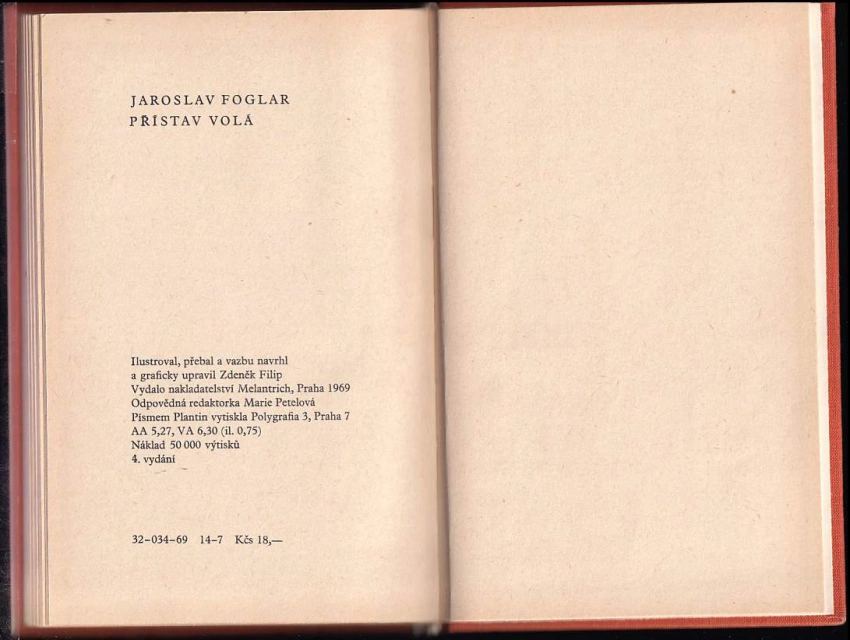 JAROSLAV FOGLAR
PŘÍSTAV VOLÁ
Ilustroval, přebal a vazbu navrhl
a graficky upravil Zdeněk Filip
Vydalo nakladatelství Melantrich, Praha 1969
Odpovědná redaktorka Marie Petelová
Písmem Plantin vytiskla Polygrafia 3, Praha 7
AA 5,27, VA 6,30 (il. 0,75)
Náklad 50 000 výtisků
4. vydání
32–034–69 14–7 Kčs 18,—